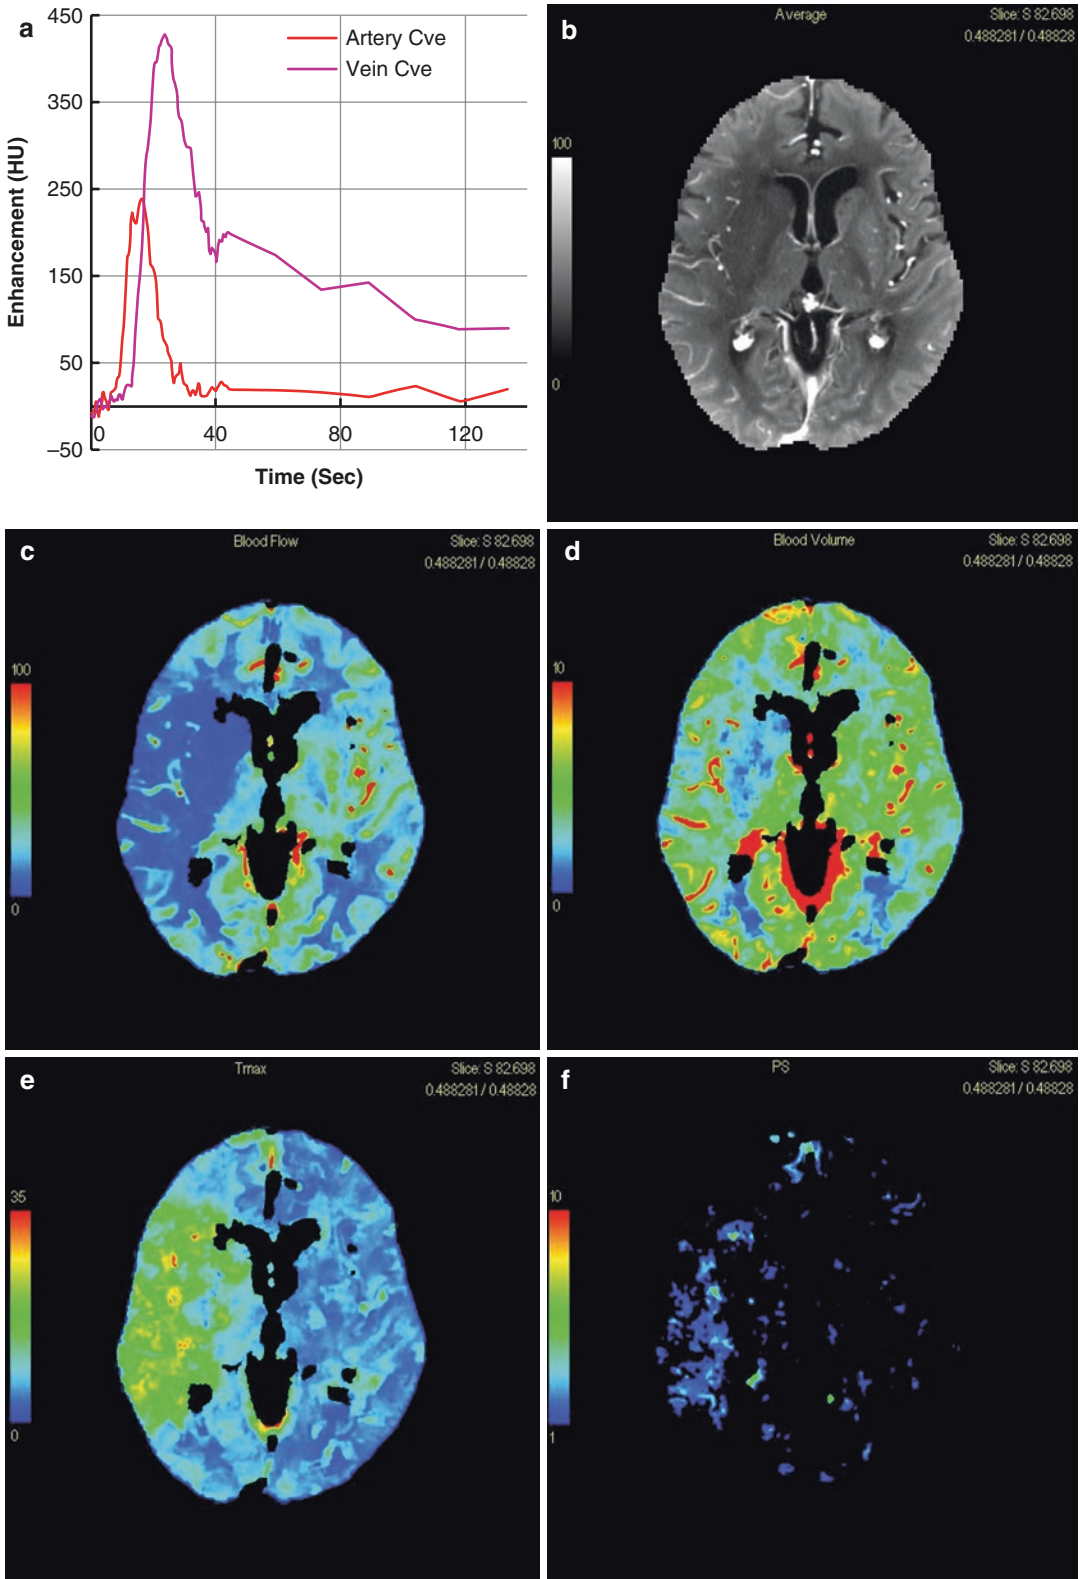 a
450
350
250
150
50
–50
0
40
80
120
Enhancement (HU)
Time (Sec)
Artery Cve
Vein Cve
b
Average
Slice: S 82.698
0.488281 / 0.48828
100
0
c
Blood Flow
Slice: S 82.698
0.488281 / 0.48828
100
0
d
Blood Volume
Slice: S 82.698
0.488281 / 0.48828
10
0
e
Tmax
Slice: S 82.698
0.488281 / 0.48828
35
0
f
PS
Slice: S 82.698
0.488281 / 0.48828
10
1